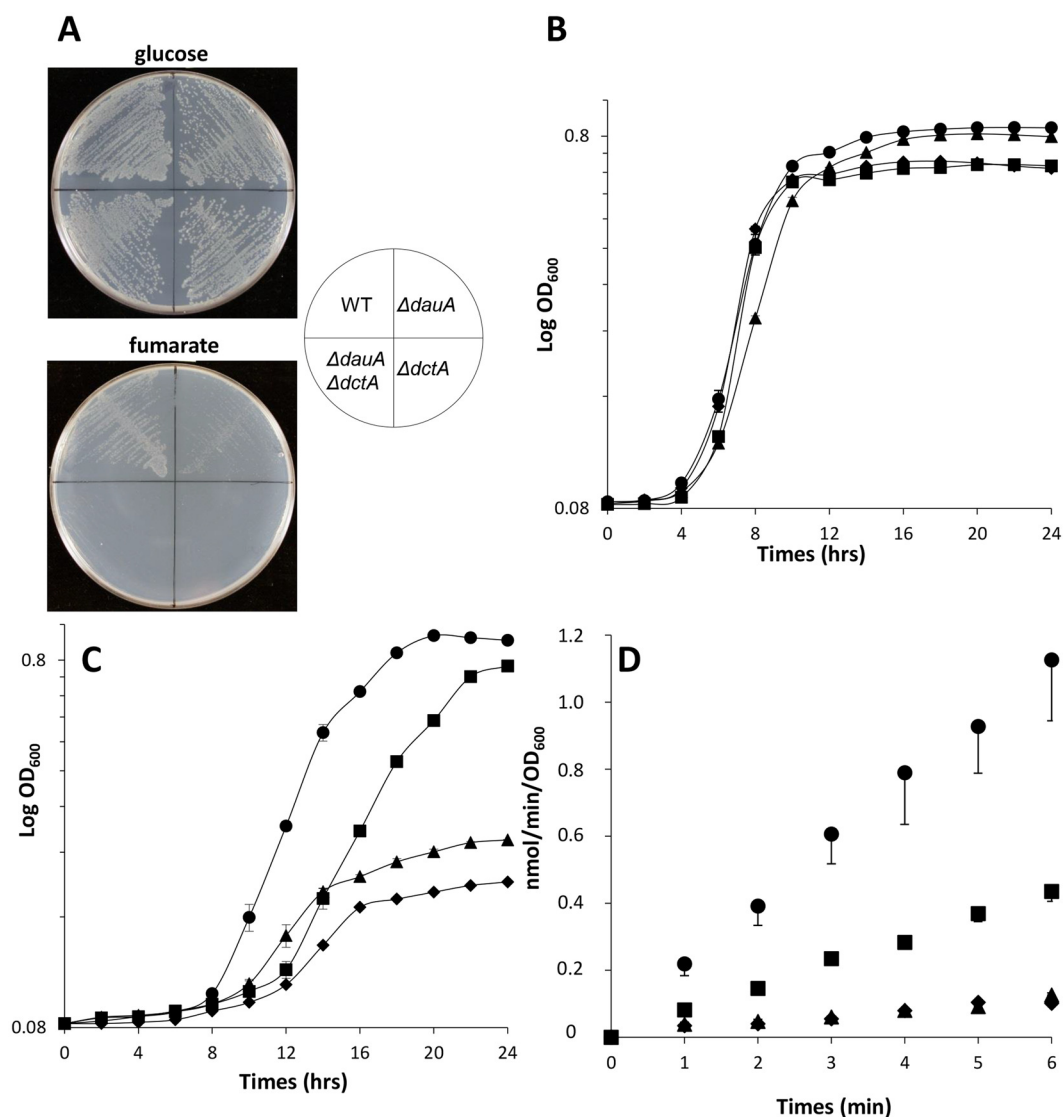 A
glucose
fumarate
WT
ΔdauA
ΔdauA
ΔdctA
ΔdctA
B
0.8
0.08
Log OD600
0 4 8 12 16 20 24
Times (hrs)
C
0.8
0.08
Log OD600
0 4 8 12 16 20 24
Times (hrs)
D
1.2
1.0
0.8
0.6
0.4
0.2
0
nmol/min/OD600
0 1 2 3 4 5 6
Times (min)